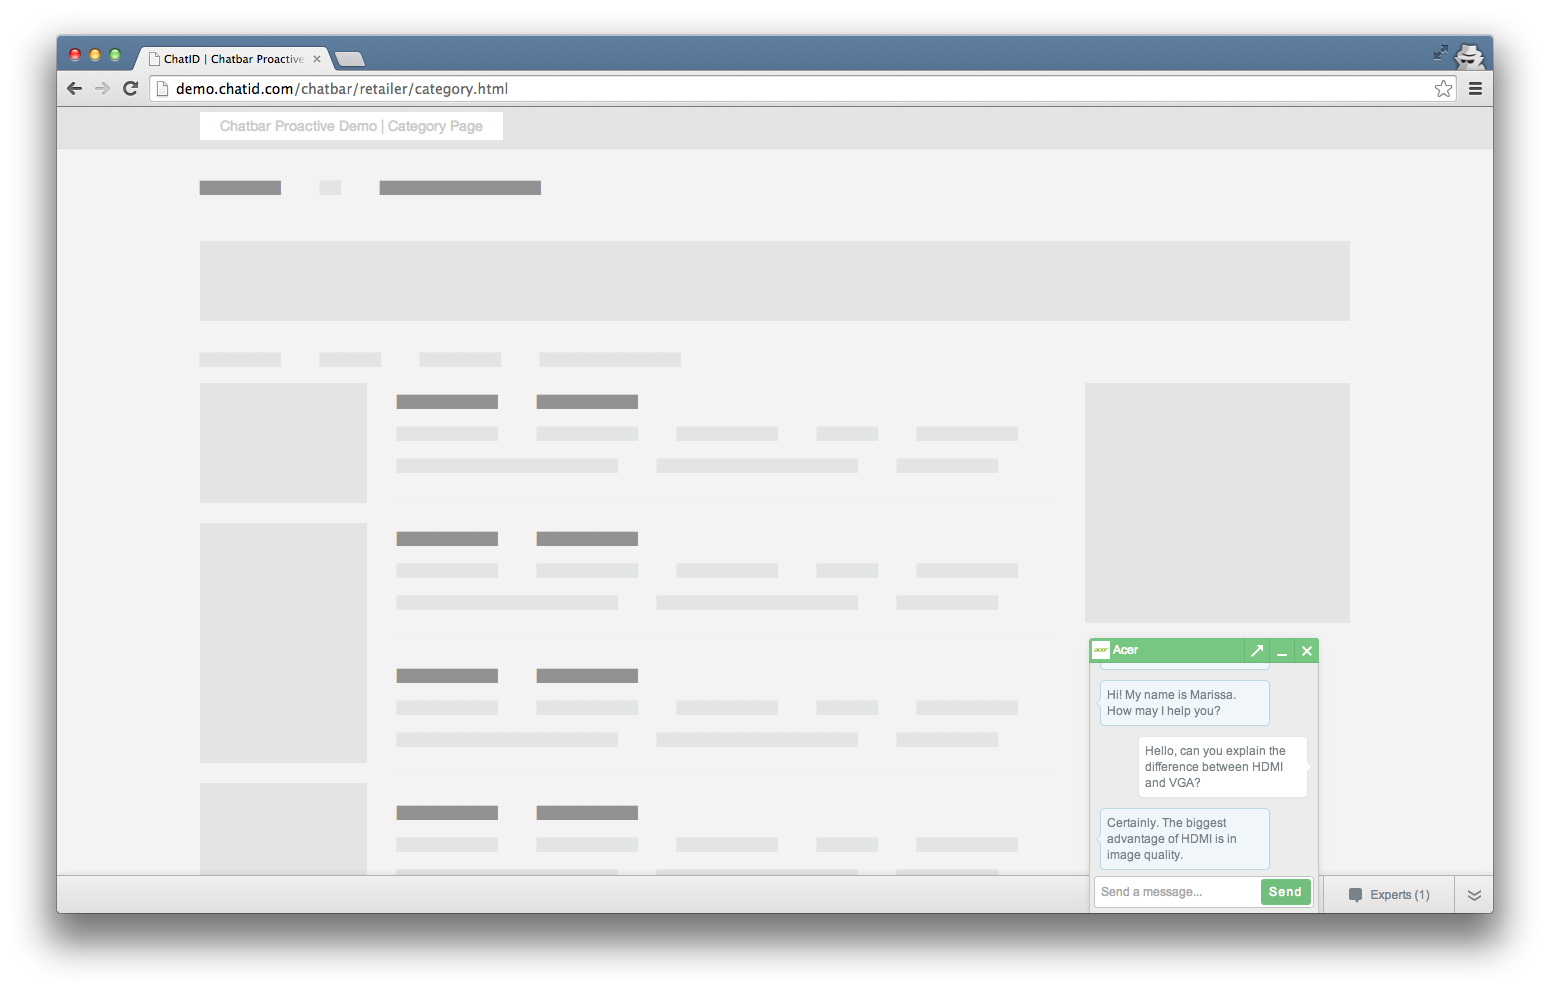 ChatID | Chatbar Proactive
demo.chatid.com/chatbar/retailer/category.html
Chatbar Proactive Demo | Category Page
acer Acer
Hi! My name is Marissa.
How may I help you?
Hello, can you explain the
difference between HDMI
and VGA?
Certainly. The biggest
advantage of HDMI is in
image quality.
Send a message... Send
Experts (1)